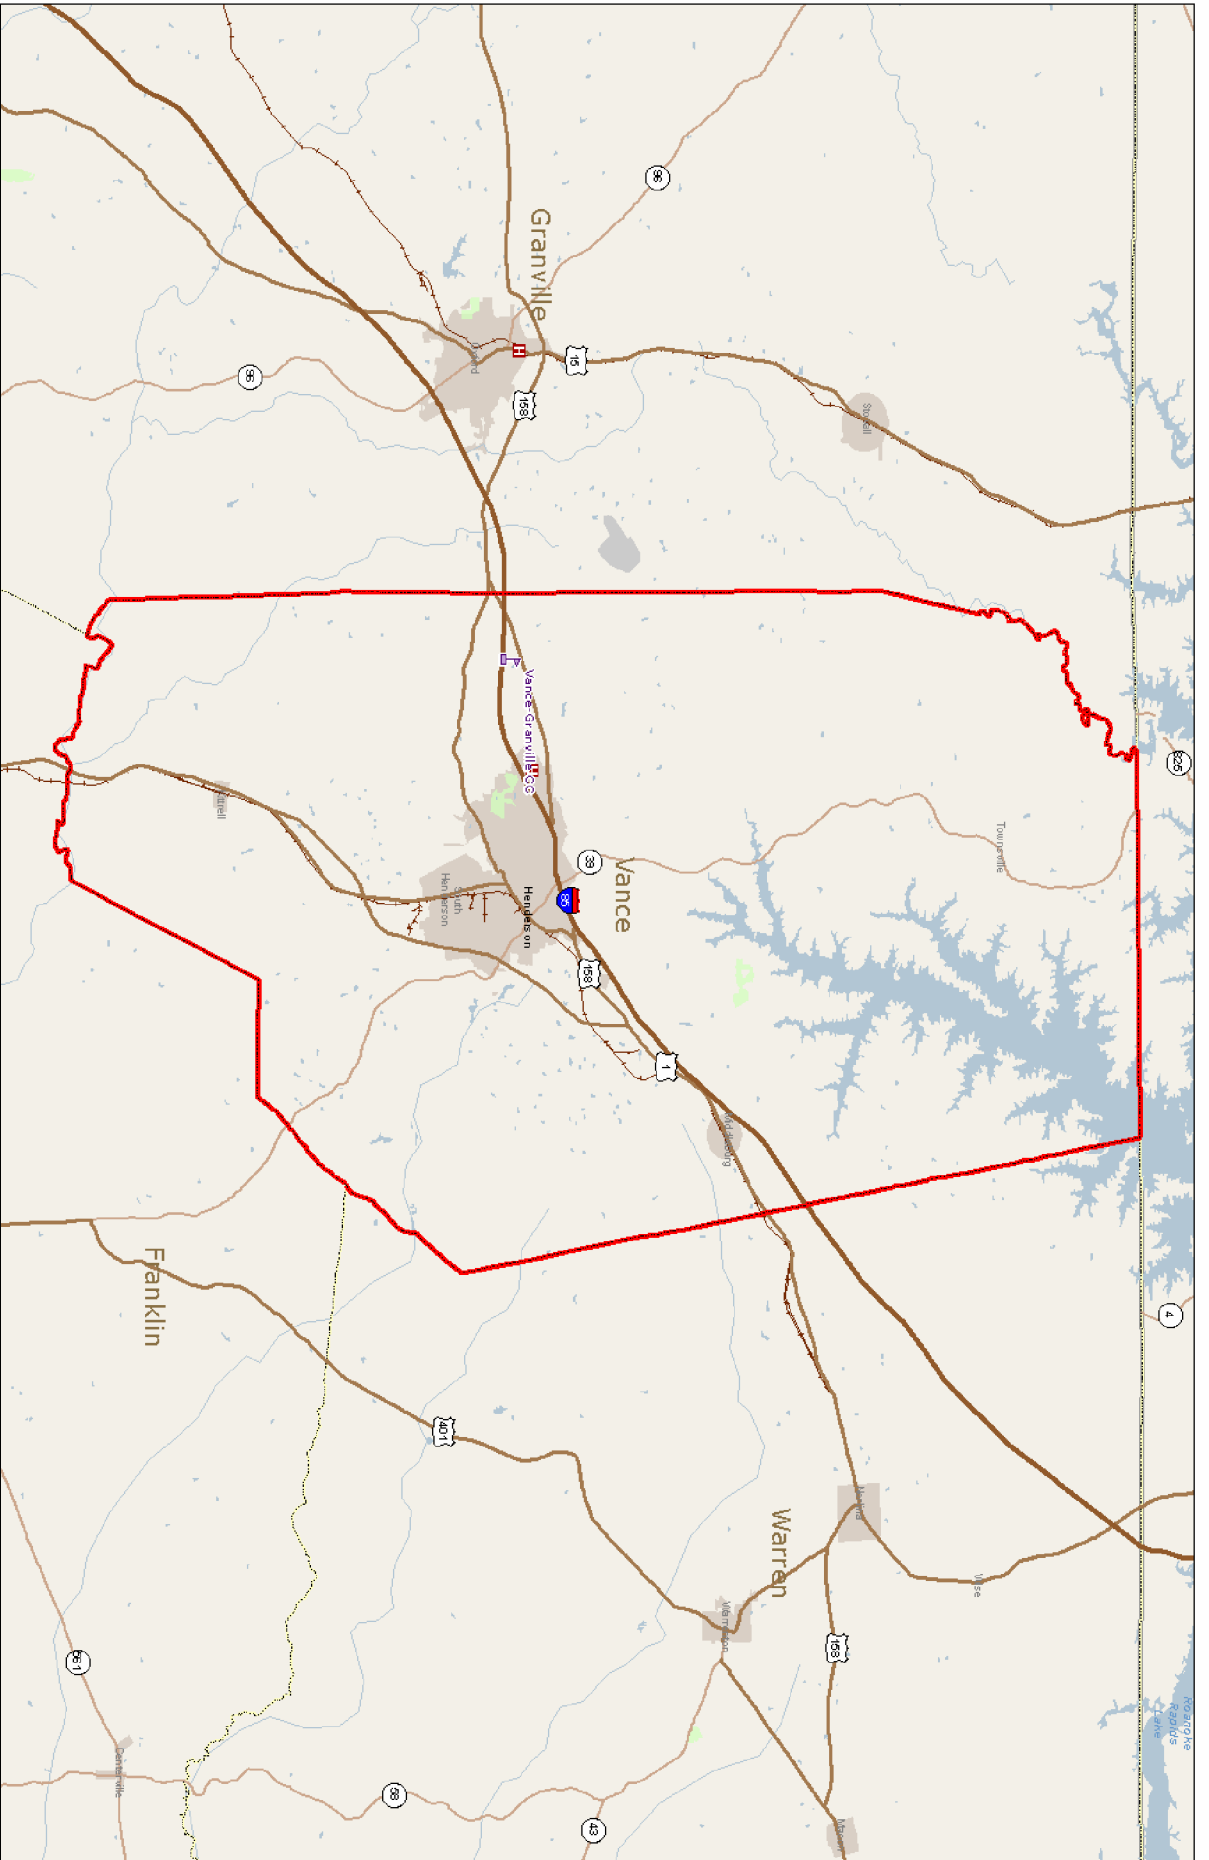 Roanoke
Rapids
Lake
825
4
Townsville
Wise
Stovall
Norlina
Macon
158
Warren
Middleburg
Warrenton
1
96
Vance
43
39
158
15
85
Granville
H
Vance-Granville CC
H
Henderson
158
Oxford
South
Henderson
401
58
96
Kittrell
Franklin
Centerville
561